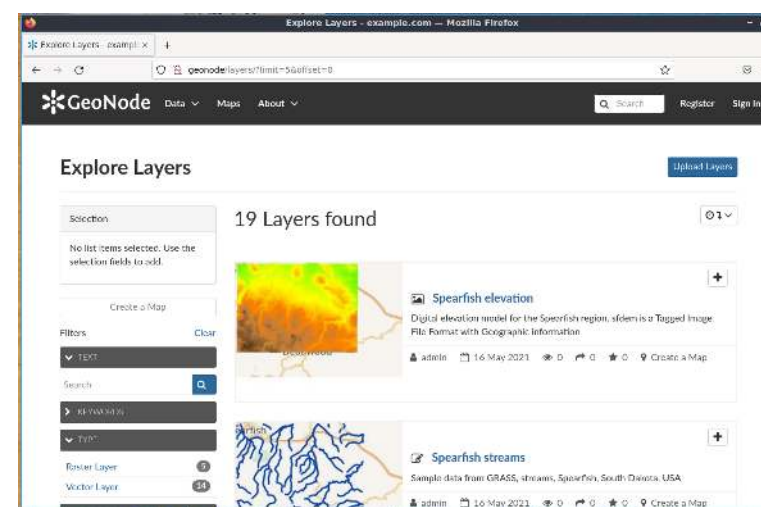 Explore Layers - example.com — Mozilla Firefox
Explore Layers - exampl
geonode/layers/?limit=5&offset=0
GeoNode Data Maps About Search Register Sign in
Explore Layers
Upload Layers
Selection
19 Layers found
No list items selected. Use the
selection fields to add.
Create a Map
Filters Clear
TEXT
Search
KEYWORDS
TYPE
Raster Layer 5
Vector Layer 14
Spearfish elevation
Digital elevation model for the Spearfish region, sfdem is a Tagged Image
File Format with Geographic information
admin 16 May 2021 0 0 0 Create a Map
Spearfish streams
Sample data from GRASS, streams, Spearfish, South Dakota, USA
admin 16 May 2021 0 0 0 Create a Map